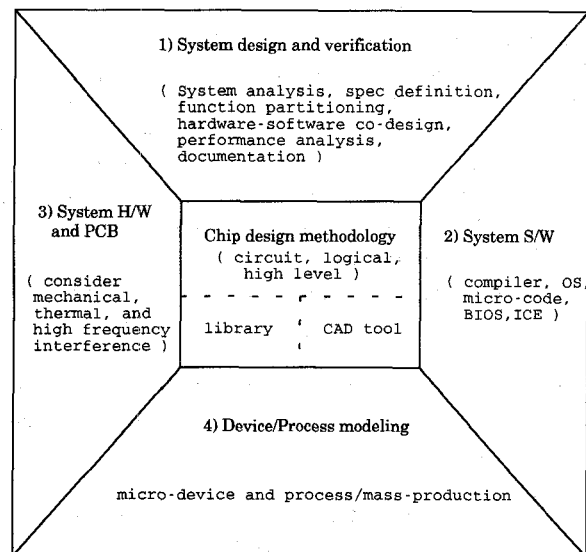 1) System design and verification
( System analysis, spec definition,
function partitioning,
hardware-software co-design,
performance analysis,
documentation )
3) System H/W
and PCB
( consider
mechanical,
thermal, and
high frequency
interference )
Chip design methodology
( circuit, logical,
high level )
library
CAD tool
2) System S/W
( compiler, OS,
micro-code,
BIOS,ICE )
4) Device/Process modeling
micro-device and process/mass-production